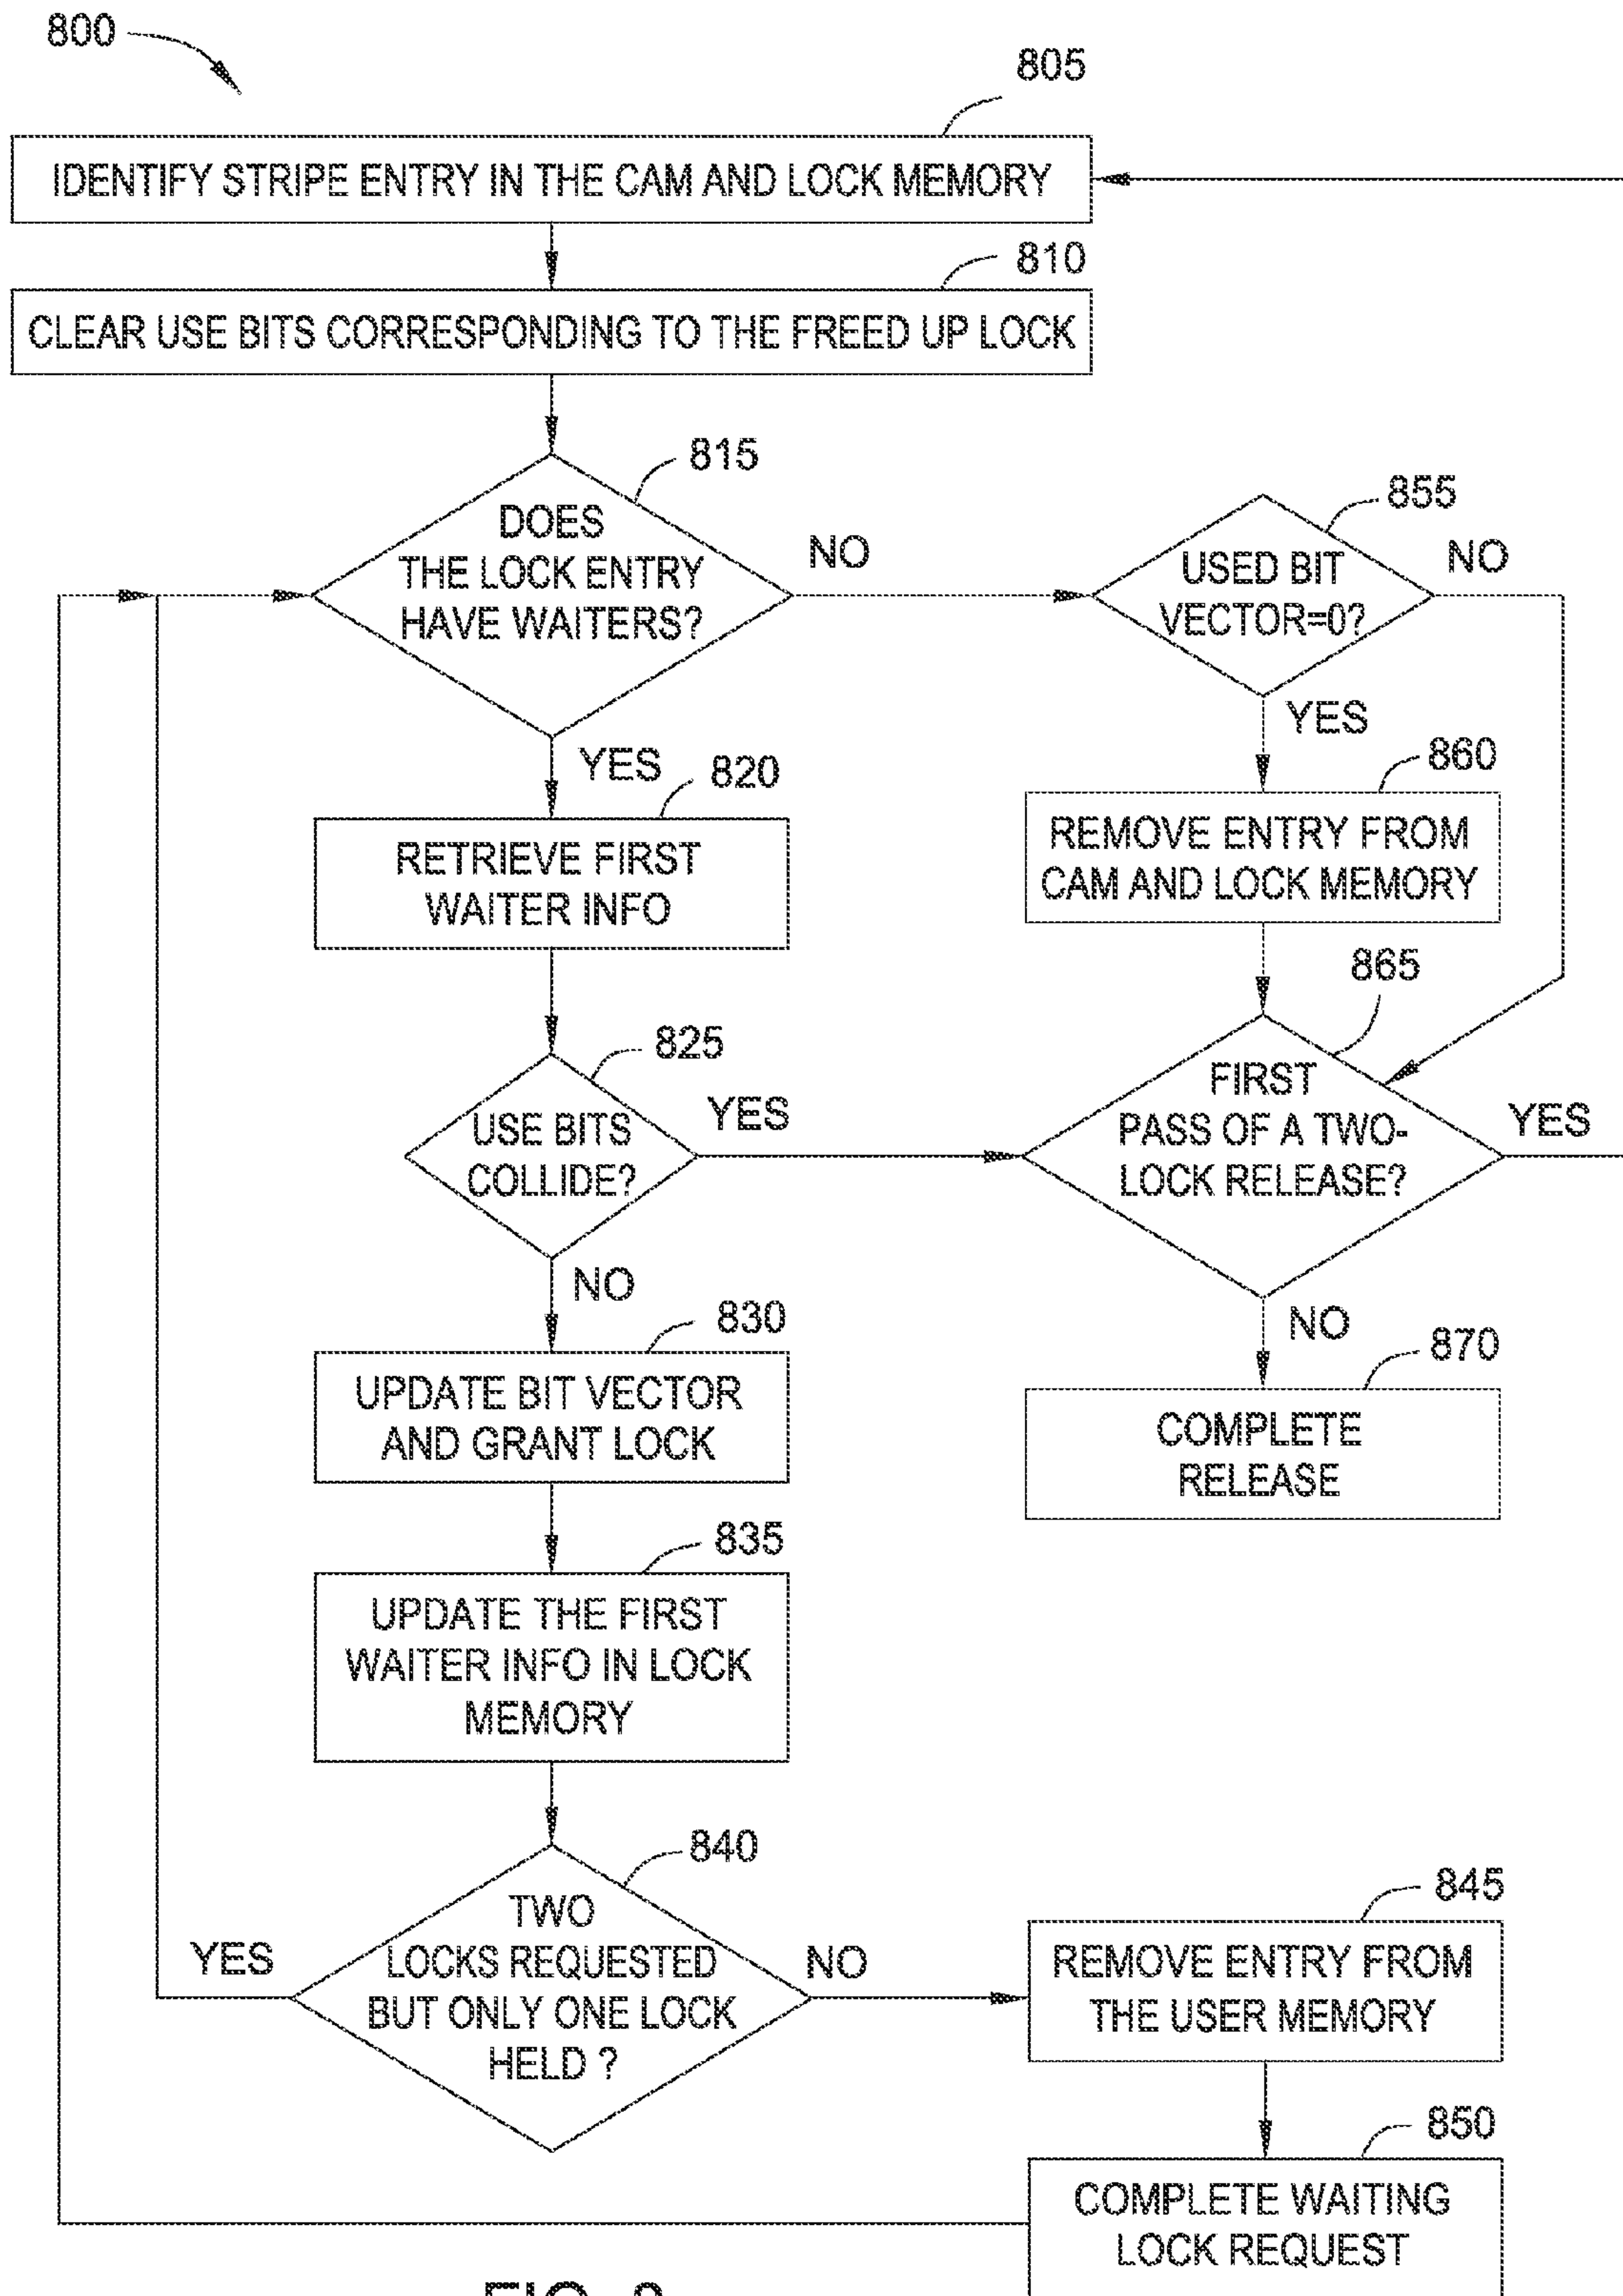 800
805
IDENTIFY STRIPE ENTRY IN THE CAM AND LOCK MEMORY
810
CLEAR USE BITS CORRESPONDING TO THE FREED UP LOCK
815
DOES
THE LOCK ENTRY
HAVE WAITERS?
NO
YES
855
USED BIT
VECTOR=0?
NO
YES
820
RETRIEVE FIRST
WAITER INFO
860
REMOVE ENTRY FROM
CAM AND LOCK MEMORY
825
USE BITS
COLLIDE?
YES
NO
865
FIRST
PASS OF A TWO-
LOCK RELEASE?
YES
NO
830
UPDATE BIT VECTOR
AND GRANT LOCK
870
COMPLETE
RELEASE
835
UPDATE THE FIRST
WAITER INFO IN LOCK
MEMORY
840
TWO
LOCKS REQUESTED
BUT ONLY ONE LOCK
HELD ?
YES
NO
845
REMOVE ENTRY FROM
THE USER MEMORY
850
COMPLETE WAITING
LOCK REQUEST